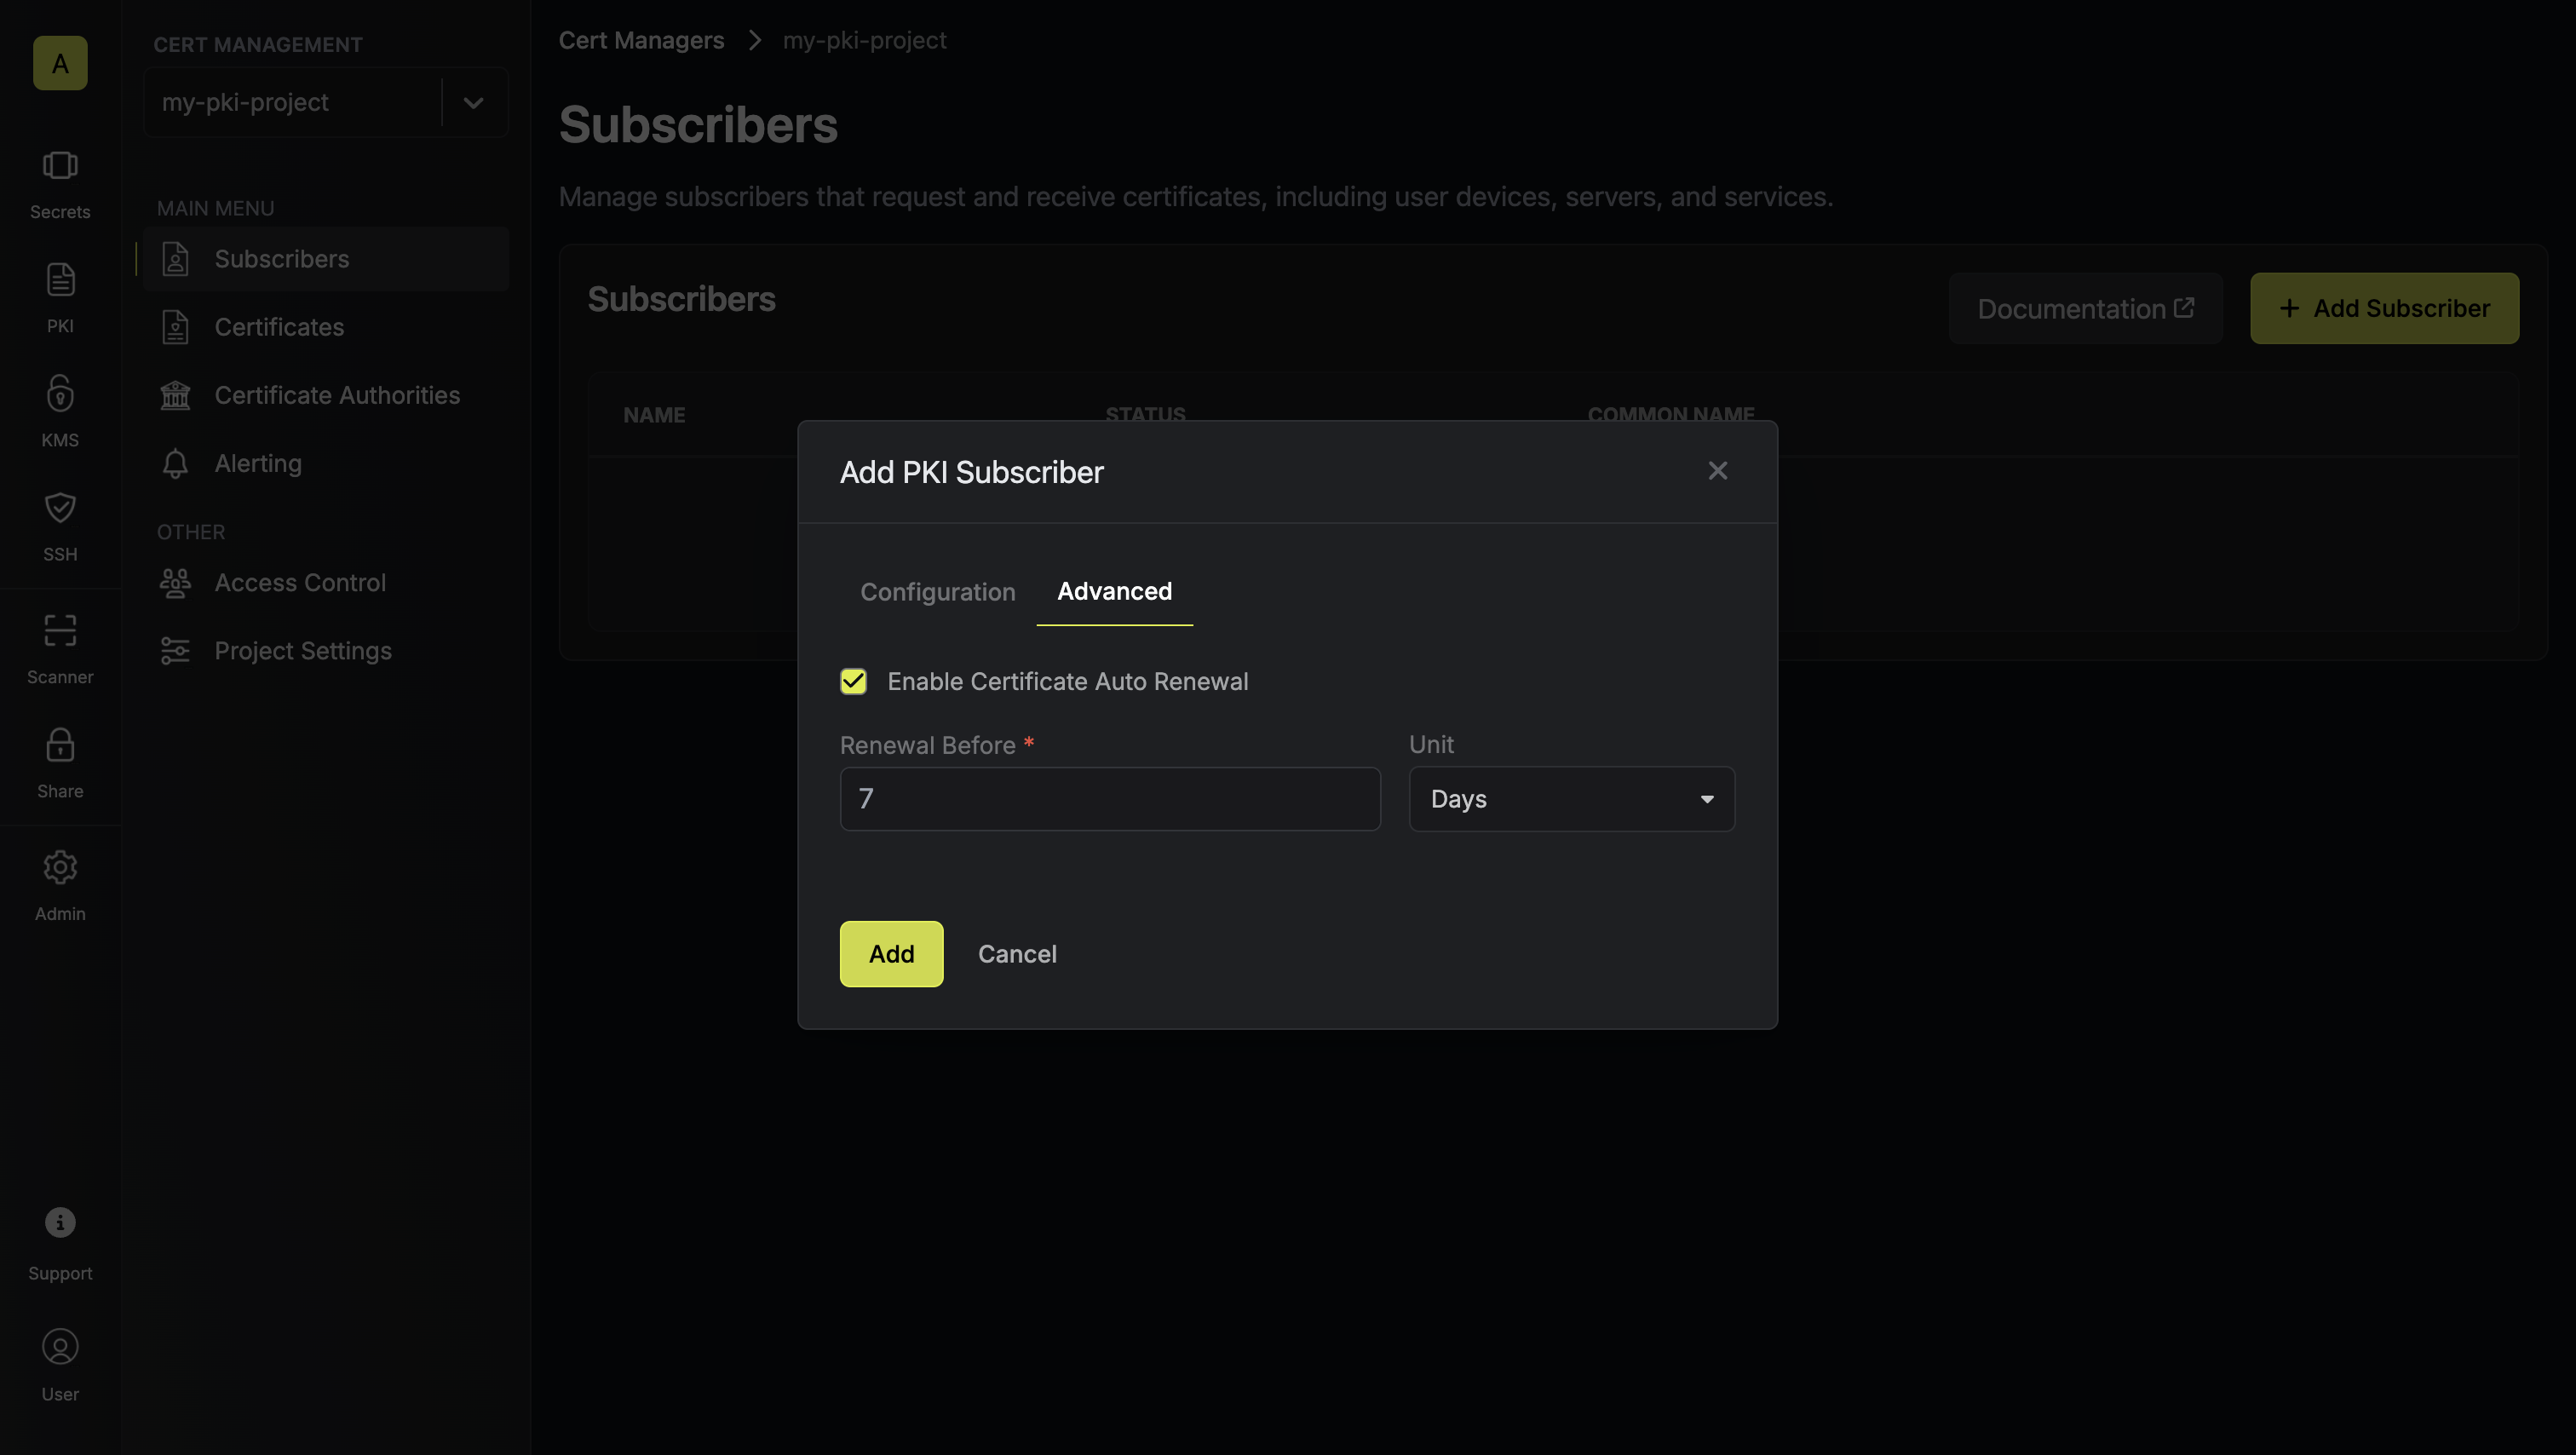 A
Secrets
PKI
KMS
SSH
Scanner
Share
Admin
Support
User
CERT MANAGEMENT
my-pki-project
MAIN MENU
Subscribers
Certificates
Certificate Authorities
Alerting
OTHER
Access Control
Project Settings
Cert Managers > my-pki-project
Subscribers
Manage subscribers that request and receive certificates, including user devices, servers, and services.
Subscribers
Documentation
+ Add Subscriber
NAME STATUS COMMON NAME
Add PKI Subscriber
Configuration Advanced
Enable Certificate Auto Renewal
Renewal Before * Unit
7 Days
Add Cancel